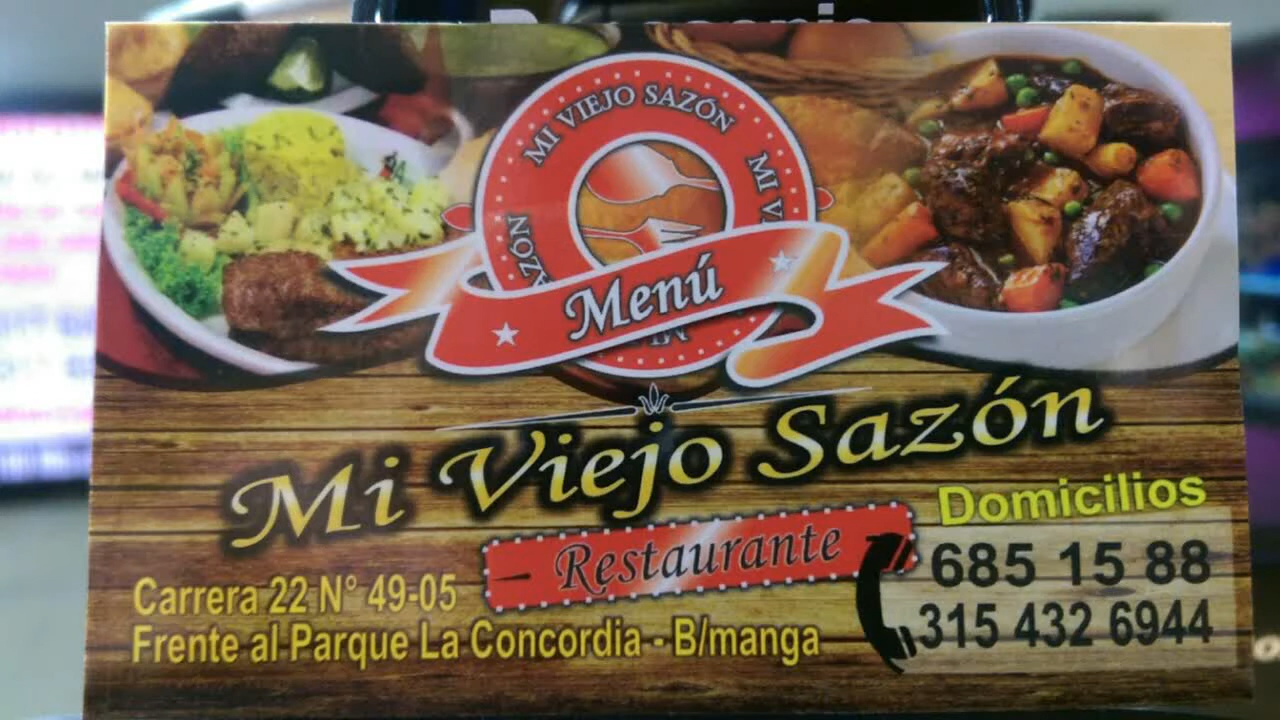 MI VIEJO SAZÓN
Menú
Mi Viejo Sazón
Restaurante
Domicilios
685 15 88
315 432 6944
Carrera 22 N° 49-05
Frente al Parque La Concordia - B/manga